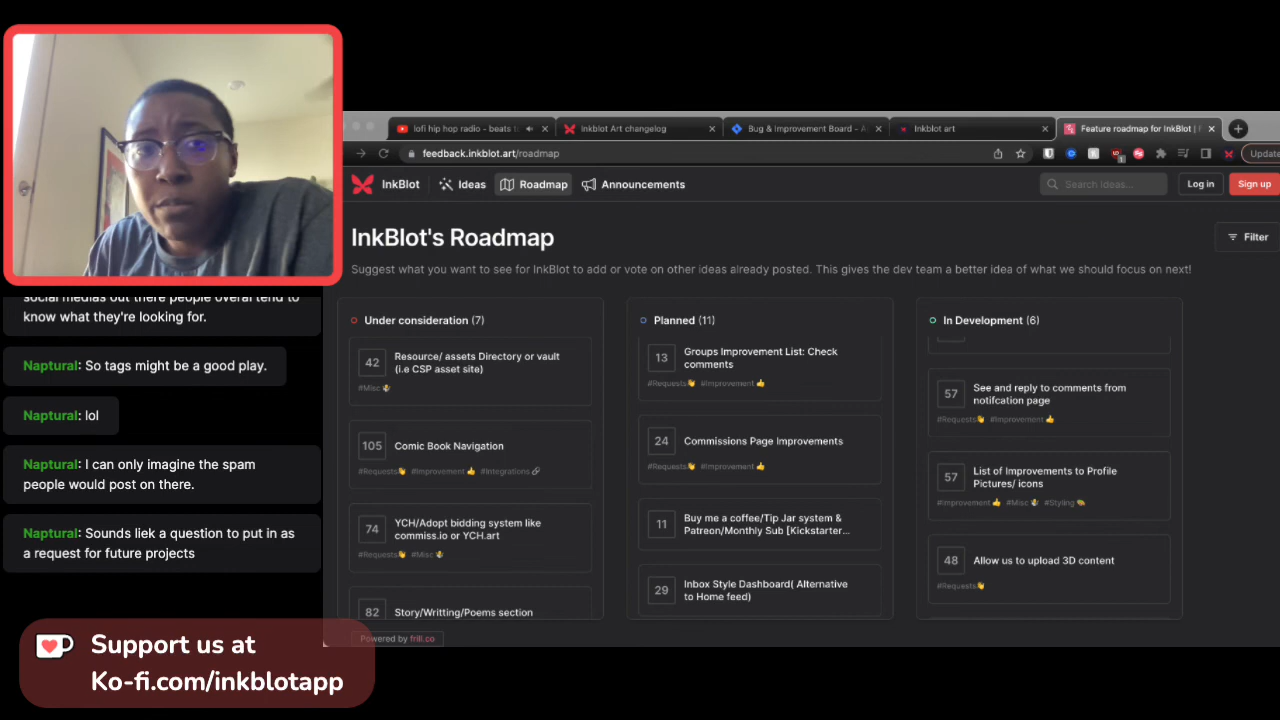 social medias out there people overal tend to
know what they're looking for.
Naptural: So tags might be a good play.
Naptural: lol
Naptural: I can only imagine the spam
people would post on there.
Naptural: Sounds liek a question to put in as
a request for future projects
Support us at
Ko-fi.com/inkblotapp
lofi hip hop radio - beats t
Inkblot Art changelog
Bug & Improvement Board - A
Inkblot art
Feature roadmap for InkBlot |
feedback.inkblot.art/roadmap
Update
InkBlot
Ideas
Roadmap
Announcements
Search ideas...
Log in
Sign up
InkBlot's Roadmap
Filter
Suggest what you want to see for InkBlot to add or vote on other ideas already posted. This gives the dev team a better idea of what we should focus on next!
Under consideration (7)
42
Resource/ assets Directory or vault
(i.e CSP asset site)
#Misc
105
Comic Book Navigation
#Requests #Improvement #Integrations
74
YCH/Adopt bidding system like
commiss.io or YCH.art
#Requests #Misc
82
Story/Writting/Poems section
Powered by frill.co
Planned (11)
13
Groups Improvement List: Check
comments
#Requests #Improvement
24
Commissions Page Improvements
#Requests #Improvement
11
Buy me a coffee/Tip Jar system &
Patreon/Monthly Sub [Kickstarter...
29
Inbox Style Dashboard( Alternative
to Home feed)
In Development (6)
57
See and reply to comments from
notifcation page
#Requests #Improvement
57
List of Improvements to Profile
Pictures/ icons
#Improvement #Misc #Styling
48
Allow us to upload 3D content
#Requests